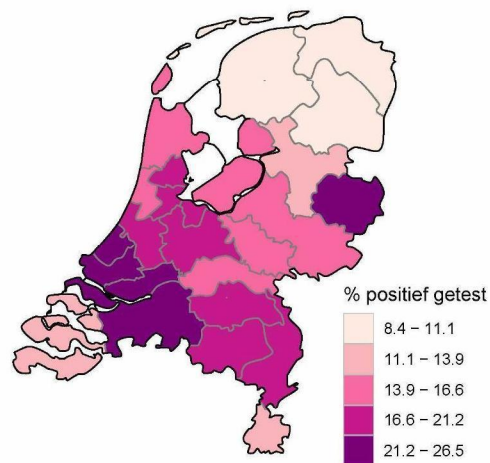 % positief getest
8.4 – 11.1
11.1 – 13.9
13.9 – 16.6
16.6 – 21.2
21.2 – 26.5